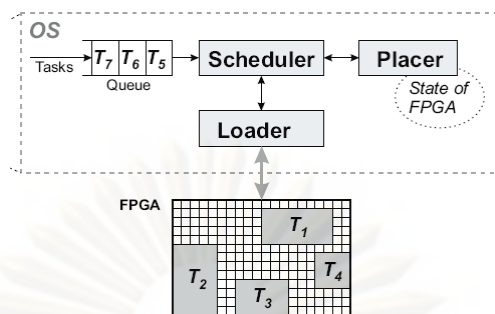 OS
T7 T6 T5
Scheduler
Placer
Tasks
Queue
State of
FPGA
Loader
FPGA
T1
T2
T4
T3